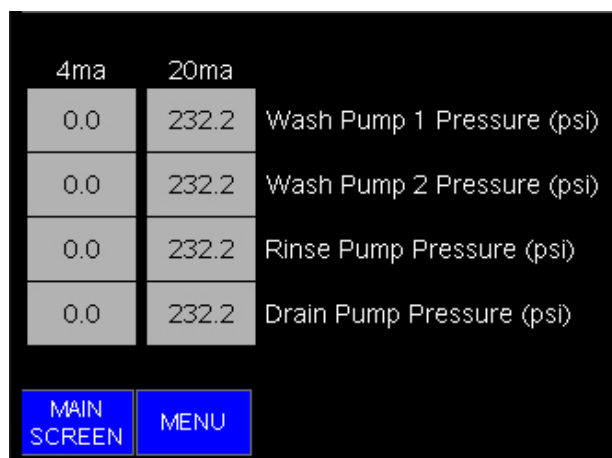 4ma 20ma
0.0 232.2 Wash Pump 1 Pressure (psi)
0.0 232.2 Wash Pump 2 Pressure (psi)
0.0 232.2 Rinse Pump Pressure (psi)
0.0 232.2 Drain Pump Pressure (psi)
MAIN
SCREEN
MENU